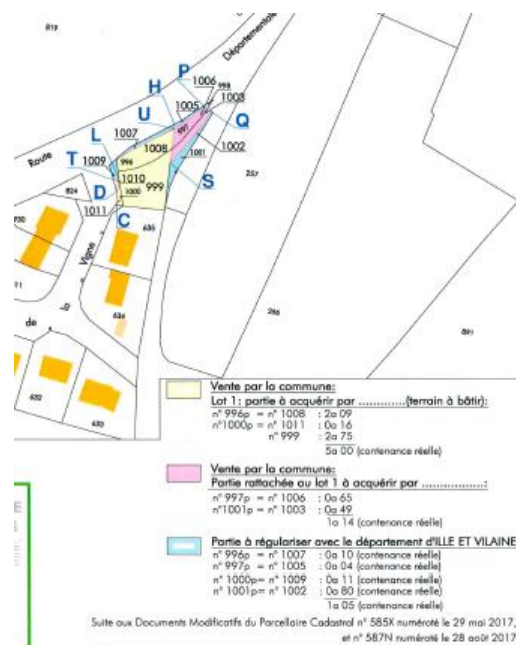 819
Départementale
P
1006
998
H
1005
1003
U
997
Q
1007
1008
1002
L
996
1001
Route
1009
257
T
1010
S
824
D
1000
999
1011
C
635
930
Vigne
11
la
286
de
634
891
632
633
Vente par la commune:
Lot 1: partie à acquérir par .............(terrain à bâtir):
n° 996p = n° 1008 : 2a 09
n°1000p = n° 1011 : 0a 16
n° 999 : 2a 75
5a 00 (contenance réelle)
Vente par la commune:
Partie rattachée au lot 1 à acquérir par ..................:
n° 997p = n° 1006 : 0a 65
n°1001p = n° 1003 : 0a 49
1a 14 (contenance réelle)
Partie à régulariser avec le département d'ILLE ET VILAINE
n° 996p = n° 1007 : 0a 10 (contenance réelle)
n° 997p = n° 1005 : 0a 04 (contenance réelle)
n° 1000p= n° 1009 : 0a 11 (contenance réelle)
n° 1001p= n° 1002 : 0a 80 (contenance réelle)
1a 05 (contenance réelle)
Suite aux Documents Modificatifs du Parcellaire Cadastral n° 585X numéroté le 29 mai 2017,
et n° 587N numéroté le 28 août 2017